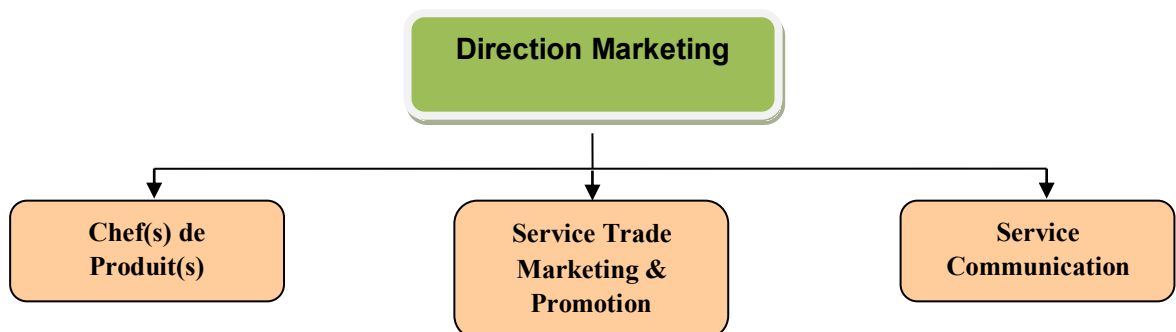 Direction Marketing
Chef(s) de
Produit(s)
Service Trade
Marketing &
Promotion
Service
Communication